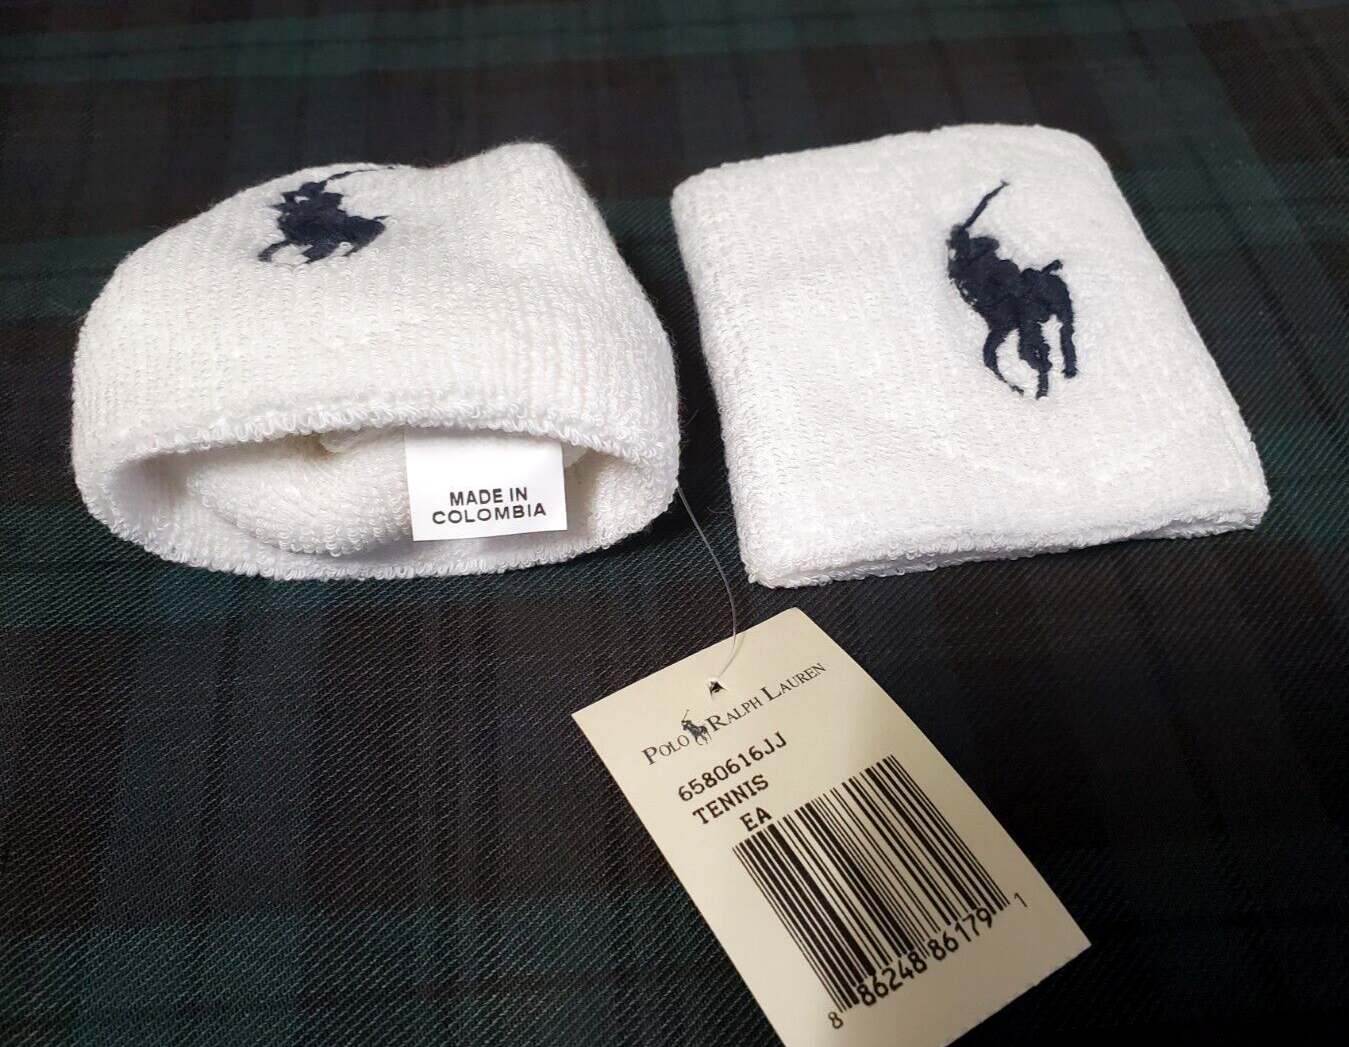 MADE IN
COLOMBIA
POLO RALPH LAUREN
6580616JJ
TENNIS
EA
8 86248 86179 1